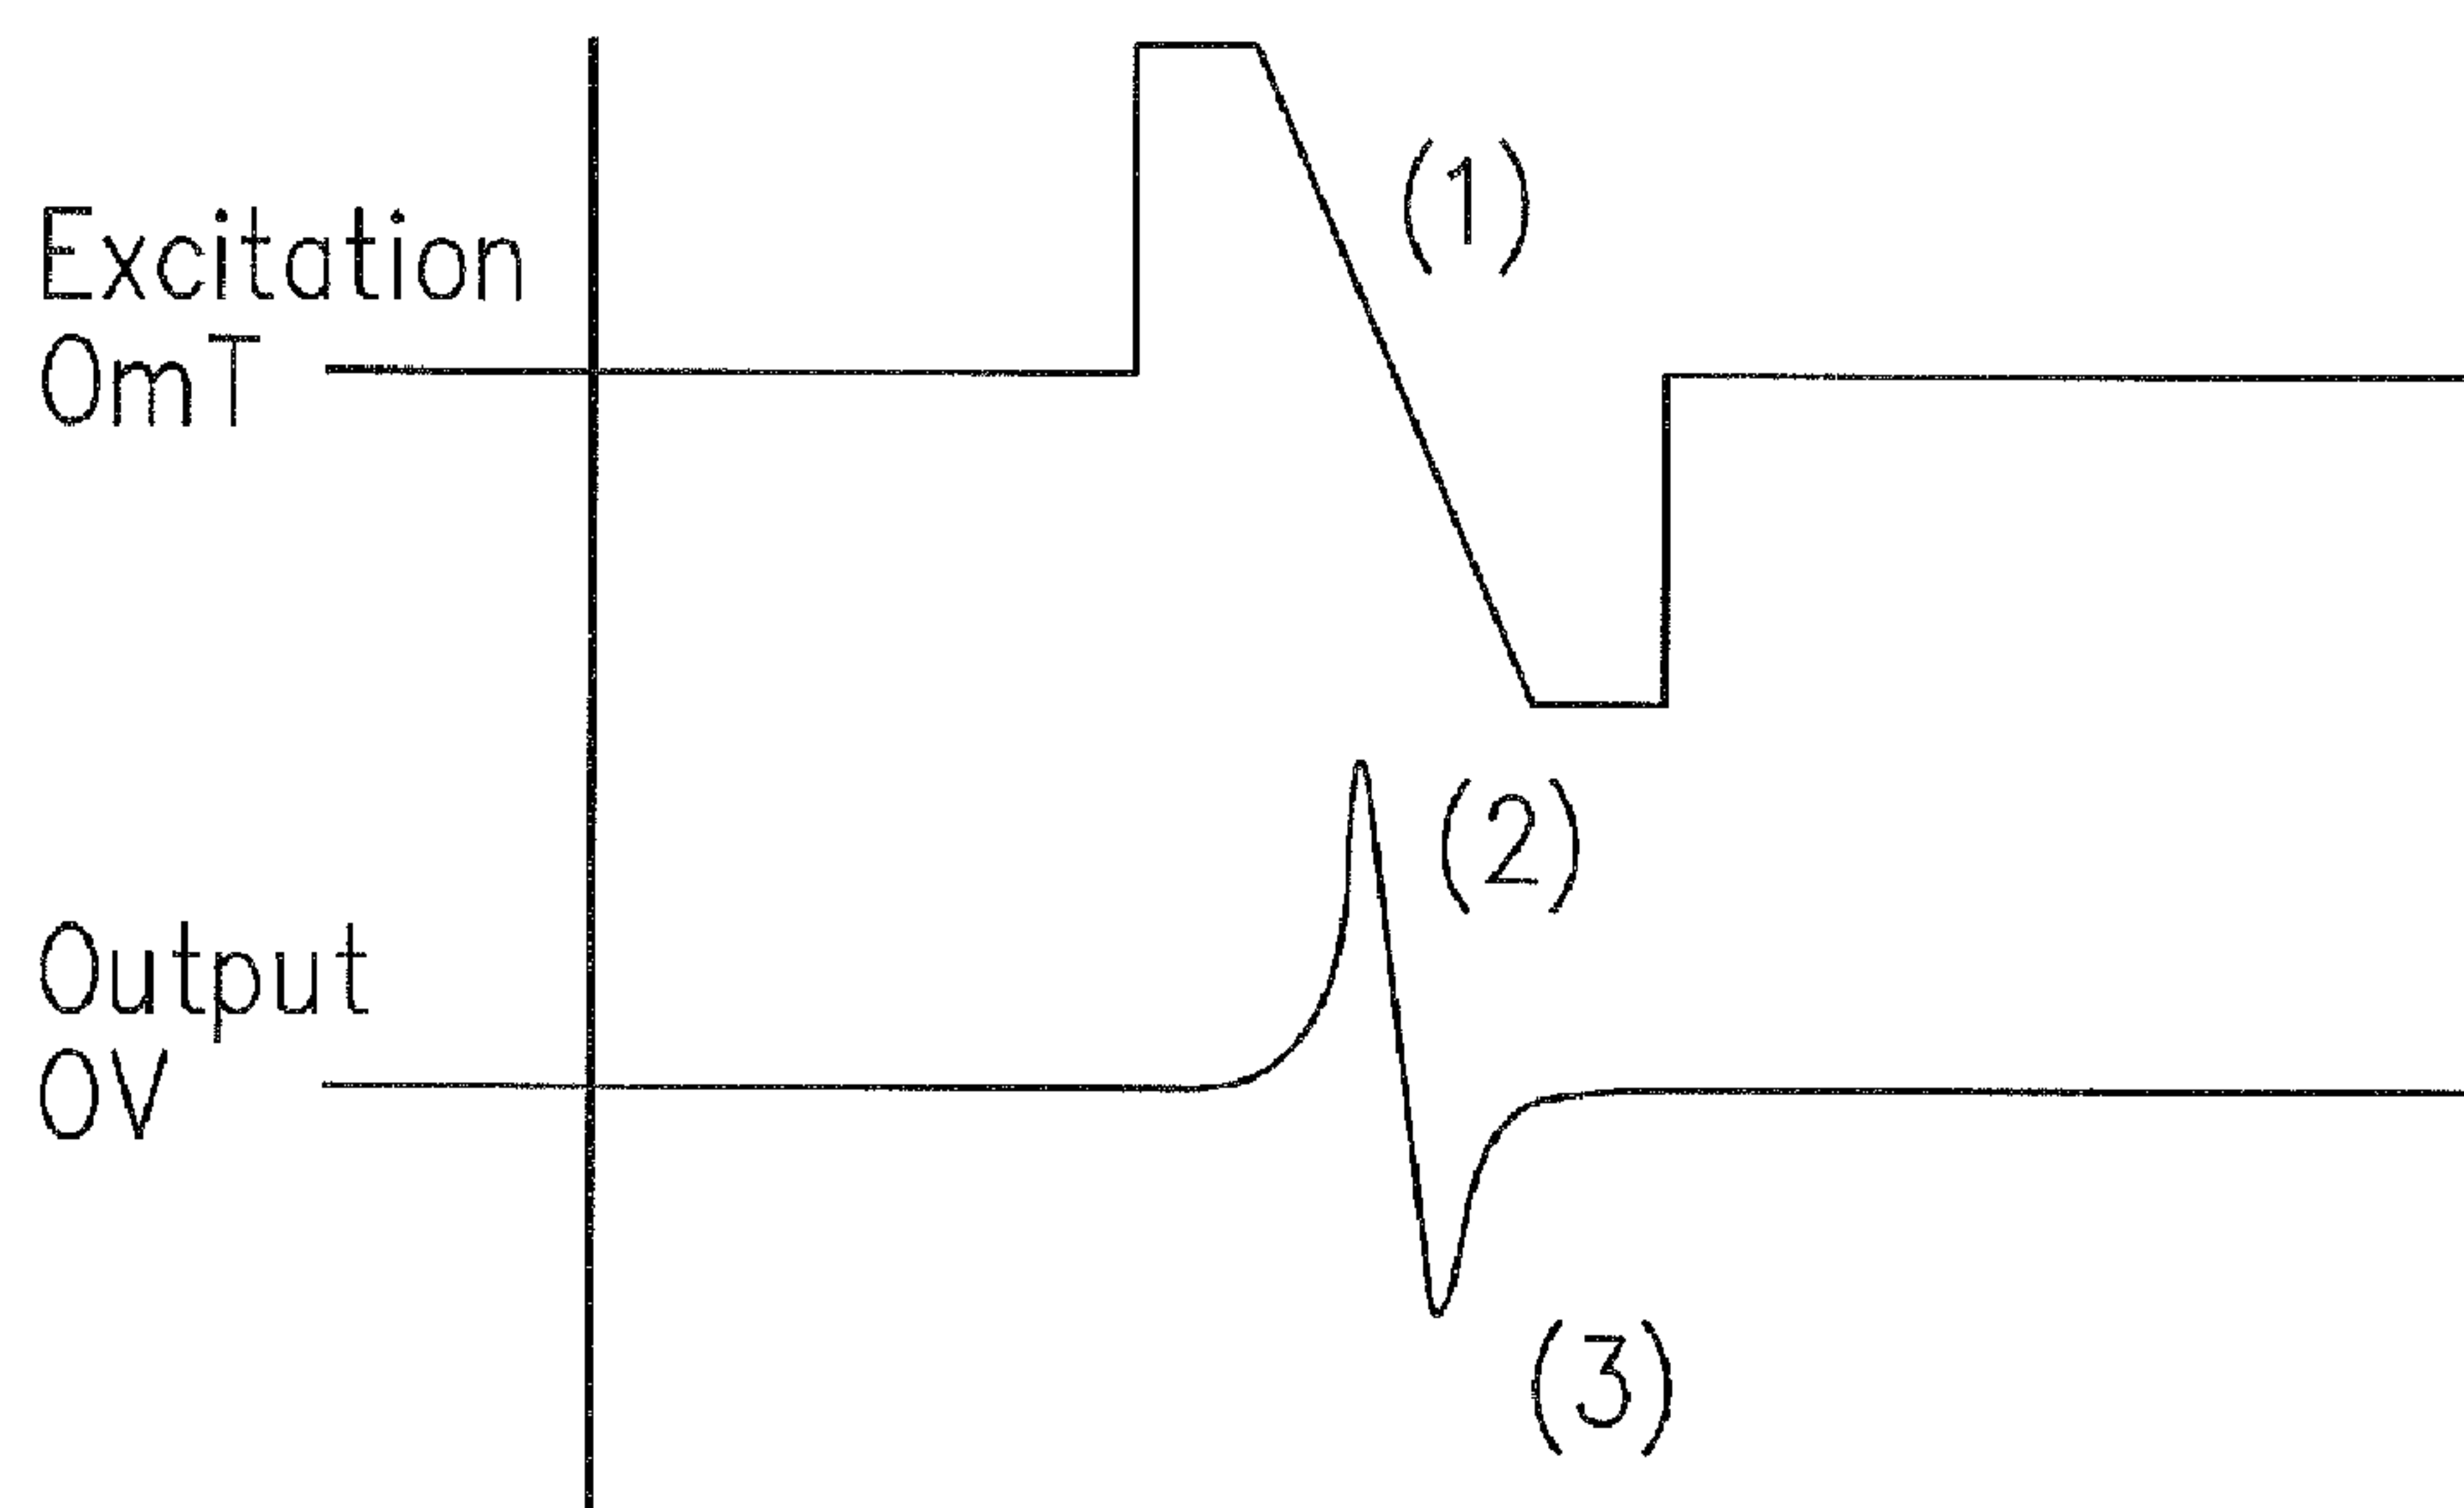 Excitation
0mT
(1)
(2)
Output
0V
(3)